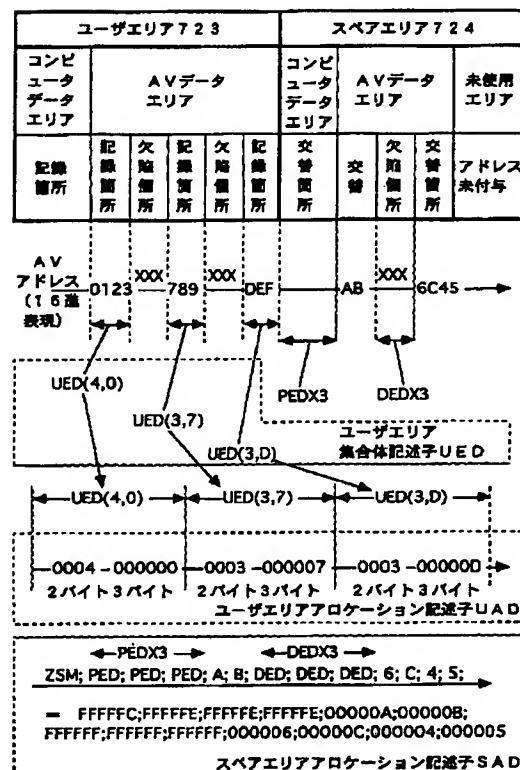 ユーザエリア723
スペアエリア724
コンピュータデータエリア
AVデータエリア
コンピュータデータエリア
AVデータエリア
未使用エリア
記録箇所
記録箇所
欠陥個所
記録箇所
欠陥個所
記録箇所
交替箇所
交替
欠陥個所
交替箇所
アドレス未付与
AVアドレス(16進表現)
0123
XXX
789
XXX
DEF
AB
XXX
6C45
UED(4,0)
UED(3,7)
UED(3,D)
PEDX3
DEDX3
ユーザエリア
集合体記述子UED
UED(4,0)
UED(3,7)
UED(3,D)
0004 -000000
0003 -000007
0003 -00000D
2バイト3バイト
2バイト3バイト
2バイト3バイト
ユーザエリアアロケーション記述子UAD
PEDX3
DEDX3
ZSM; PED; PED; PED; A; B; DED; DED; DED; 6; C; 4; 5;
= FFFFFC;FFFFFE;FFFFFE;FFFFFE;00000A;00000B;
FFFFFF;FFFFFF;FFFFFF;000006;00000C;000004;000005
スペアエリアアロケーション記述子SAD